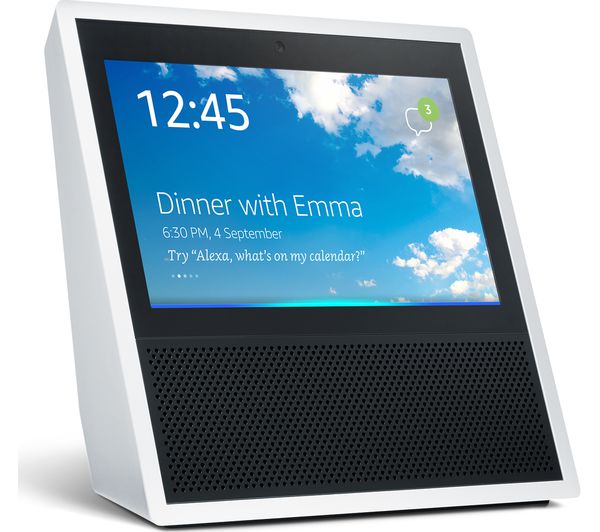 12:45
3
Dinner with Emma
6:30 PM, 4 September
Try “Alexa, what's on my calendar?”